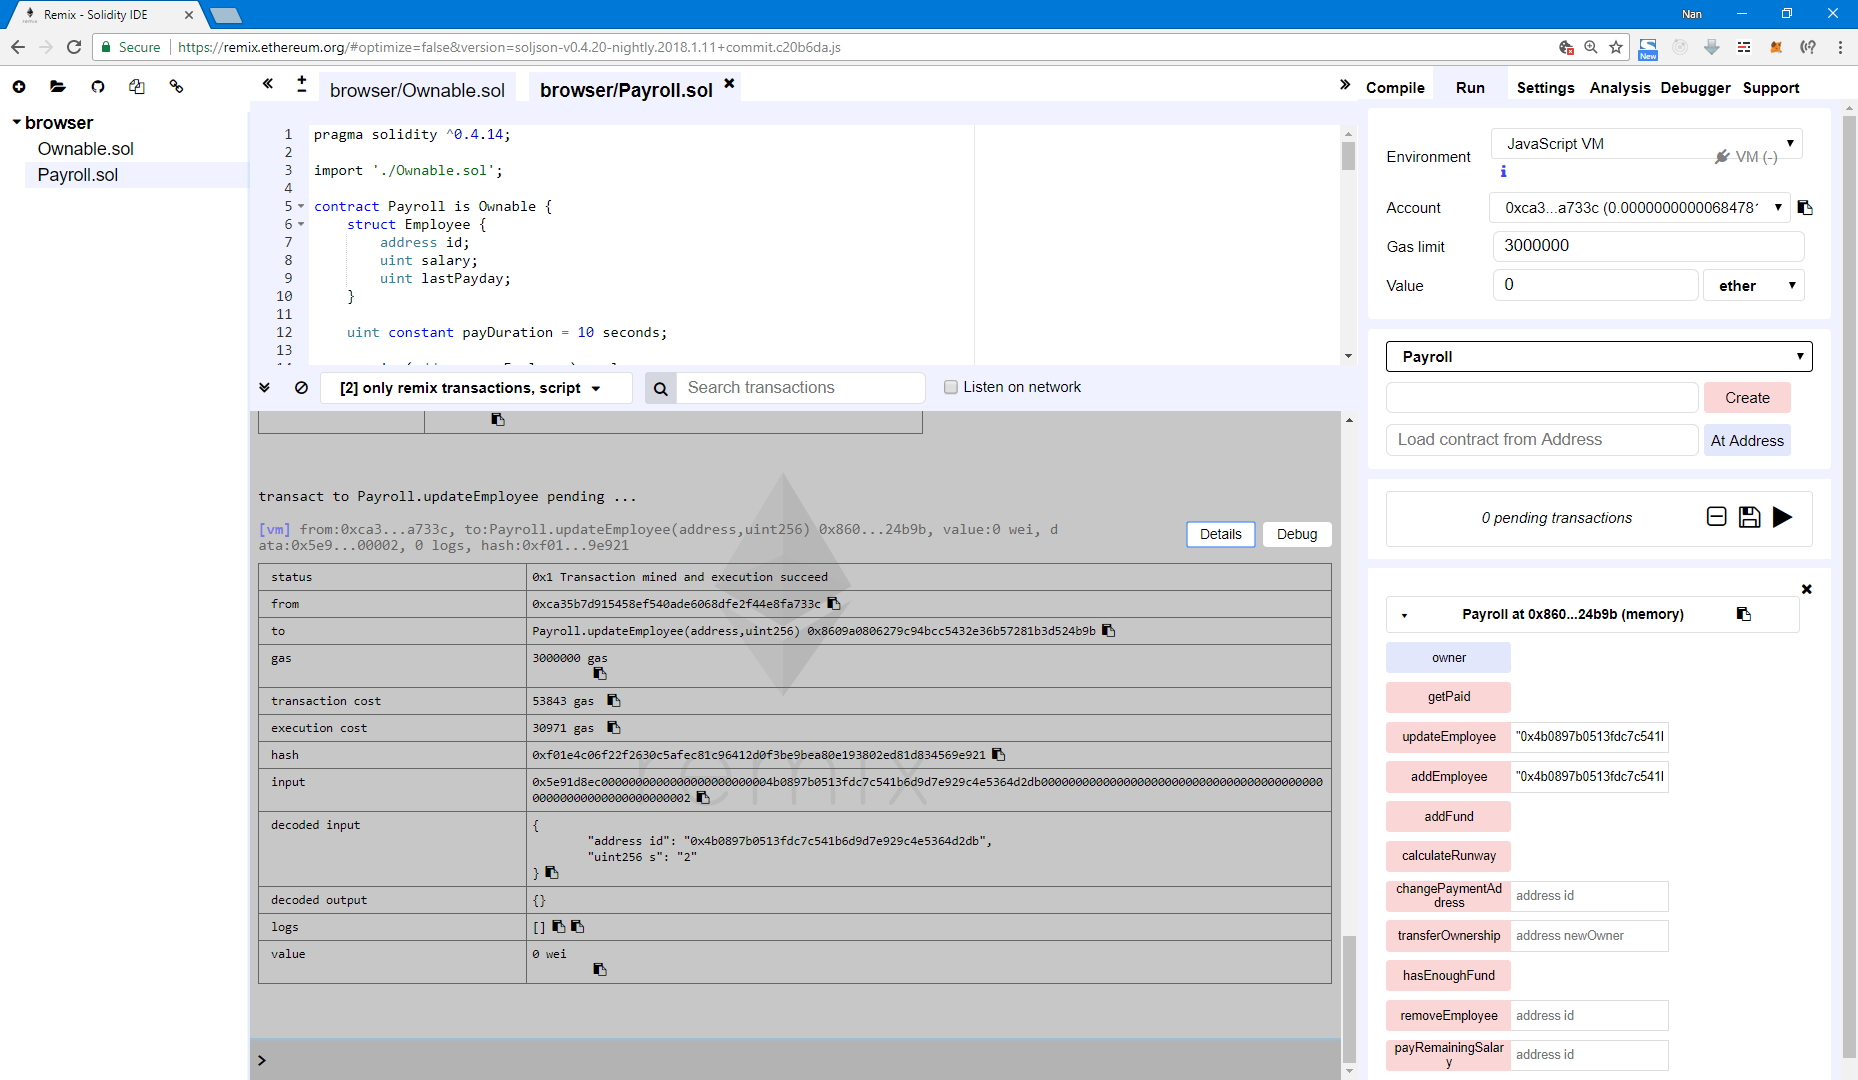 Remix - Solidity IDE
Nan
Secure
https://remix.ethereum.org/#optimize=false&version=soljson-v0.4.20-nightly.2018.1.11+commit.c20b6da.js
New
browser/Ownable.sol
browser/Payroll.sol
Compile
Run
Settings
Analysis
Debugger
Support
browser
Ownable.sol
Payroll.sol
1 pragma solidity ^0.4.14;
2
3 import './Ownable.sol';
4
5 contract Payroll is Ownable {
6 struct Employee {
7 address id;
8 uint salary;
9 uint lastPayday;
10 }
11
12 uint constant payDuration = 10 seconds;
13
[2] only remix transactions, script
Search transactions
Listen on network
transact to Payroll.updateEmployee pending ...
[vm] from:0xca3...a733c, to:Payroll.updateEmployee(address,uint256) 0x860...24b9b, value:0 wei, d
ata:0x5e9...00002, 0 logs, hash:0xf01...9e921
Details
Debug
status 0x1 Transaction mined and execution succeed
from 0xca35b7d915458ef540ade6068dfe2f44e8fa733c
to Payroll.updateEmployee(address,uint256) 0x8609a0806279c94bcc5432e36b57281b3d524b9b
gas 3000000 gas
transaction cost 53843 gas
execution cost 30971 gas
hash 0xf01e4c06f22f2630c5afec81c96412d0f3be9bea80e193802ed81d834569e921
input 0x5e91d8ec0000000000000000000000004b0897b0513fdc7c541b6d9d7e929c4e5364d2db000000000000000000000000000000000000000000
0000000000000000000002
decoded input {
"address id": "0x4b0897b0513fdc7c541b6d9d7e929c4e5364d2db",
"uint256 s": "2"
}
decoded output {}
logs []
value 0 wei
remix
>
Environment
JavaScript VM
VM (-)
Account
0xca3...a733c (0.000000000006847​8
Gas limit
3000000
Value
0
ether
Payroll
Create
Load contract from Address
At Address
0 pending transactions
Payroll at 0x860...24b9b (memory)
owner
getPaid
updateEmployee
"0x4b0897b0513fdc7c541
addEmployee
"0x4b0897b0513fdc7c541
addFund
calculateRunway
changePaymentAd
dress
address id
transferOwnership
address newOwner
hasEnoughFund
removeEmployee
address id
payRemainingSalar
y
address id